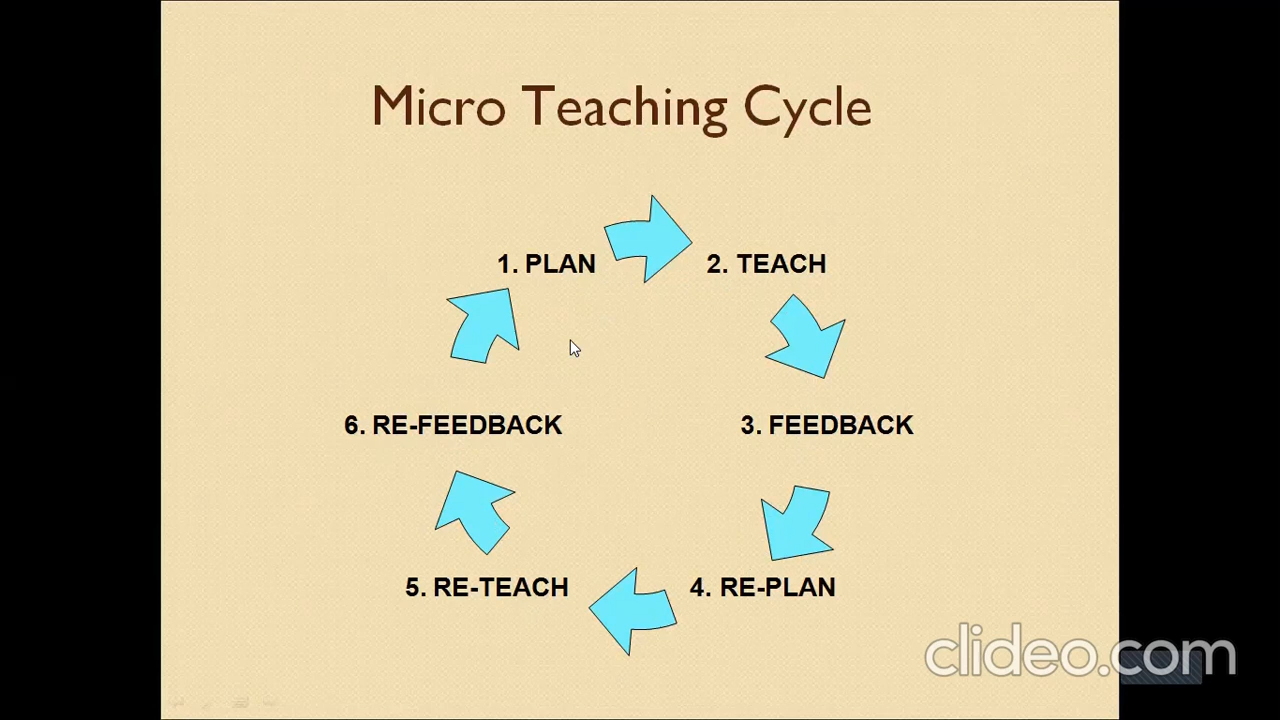 Micro Teaching Cycle
1. PLAN
2. TEACH
3. FEEDBACK
4. RE-PLAN
5. RE-TEACH
6. RE-FEEDBACK
clideo.com